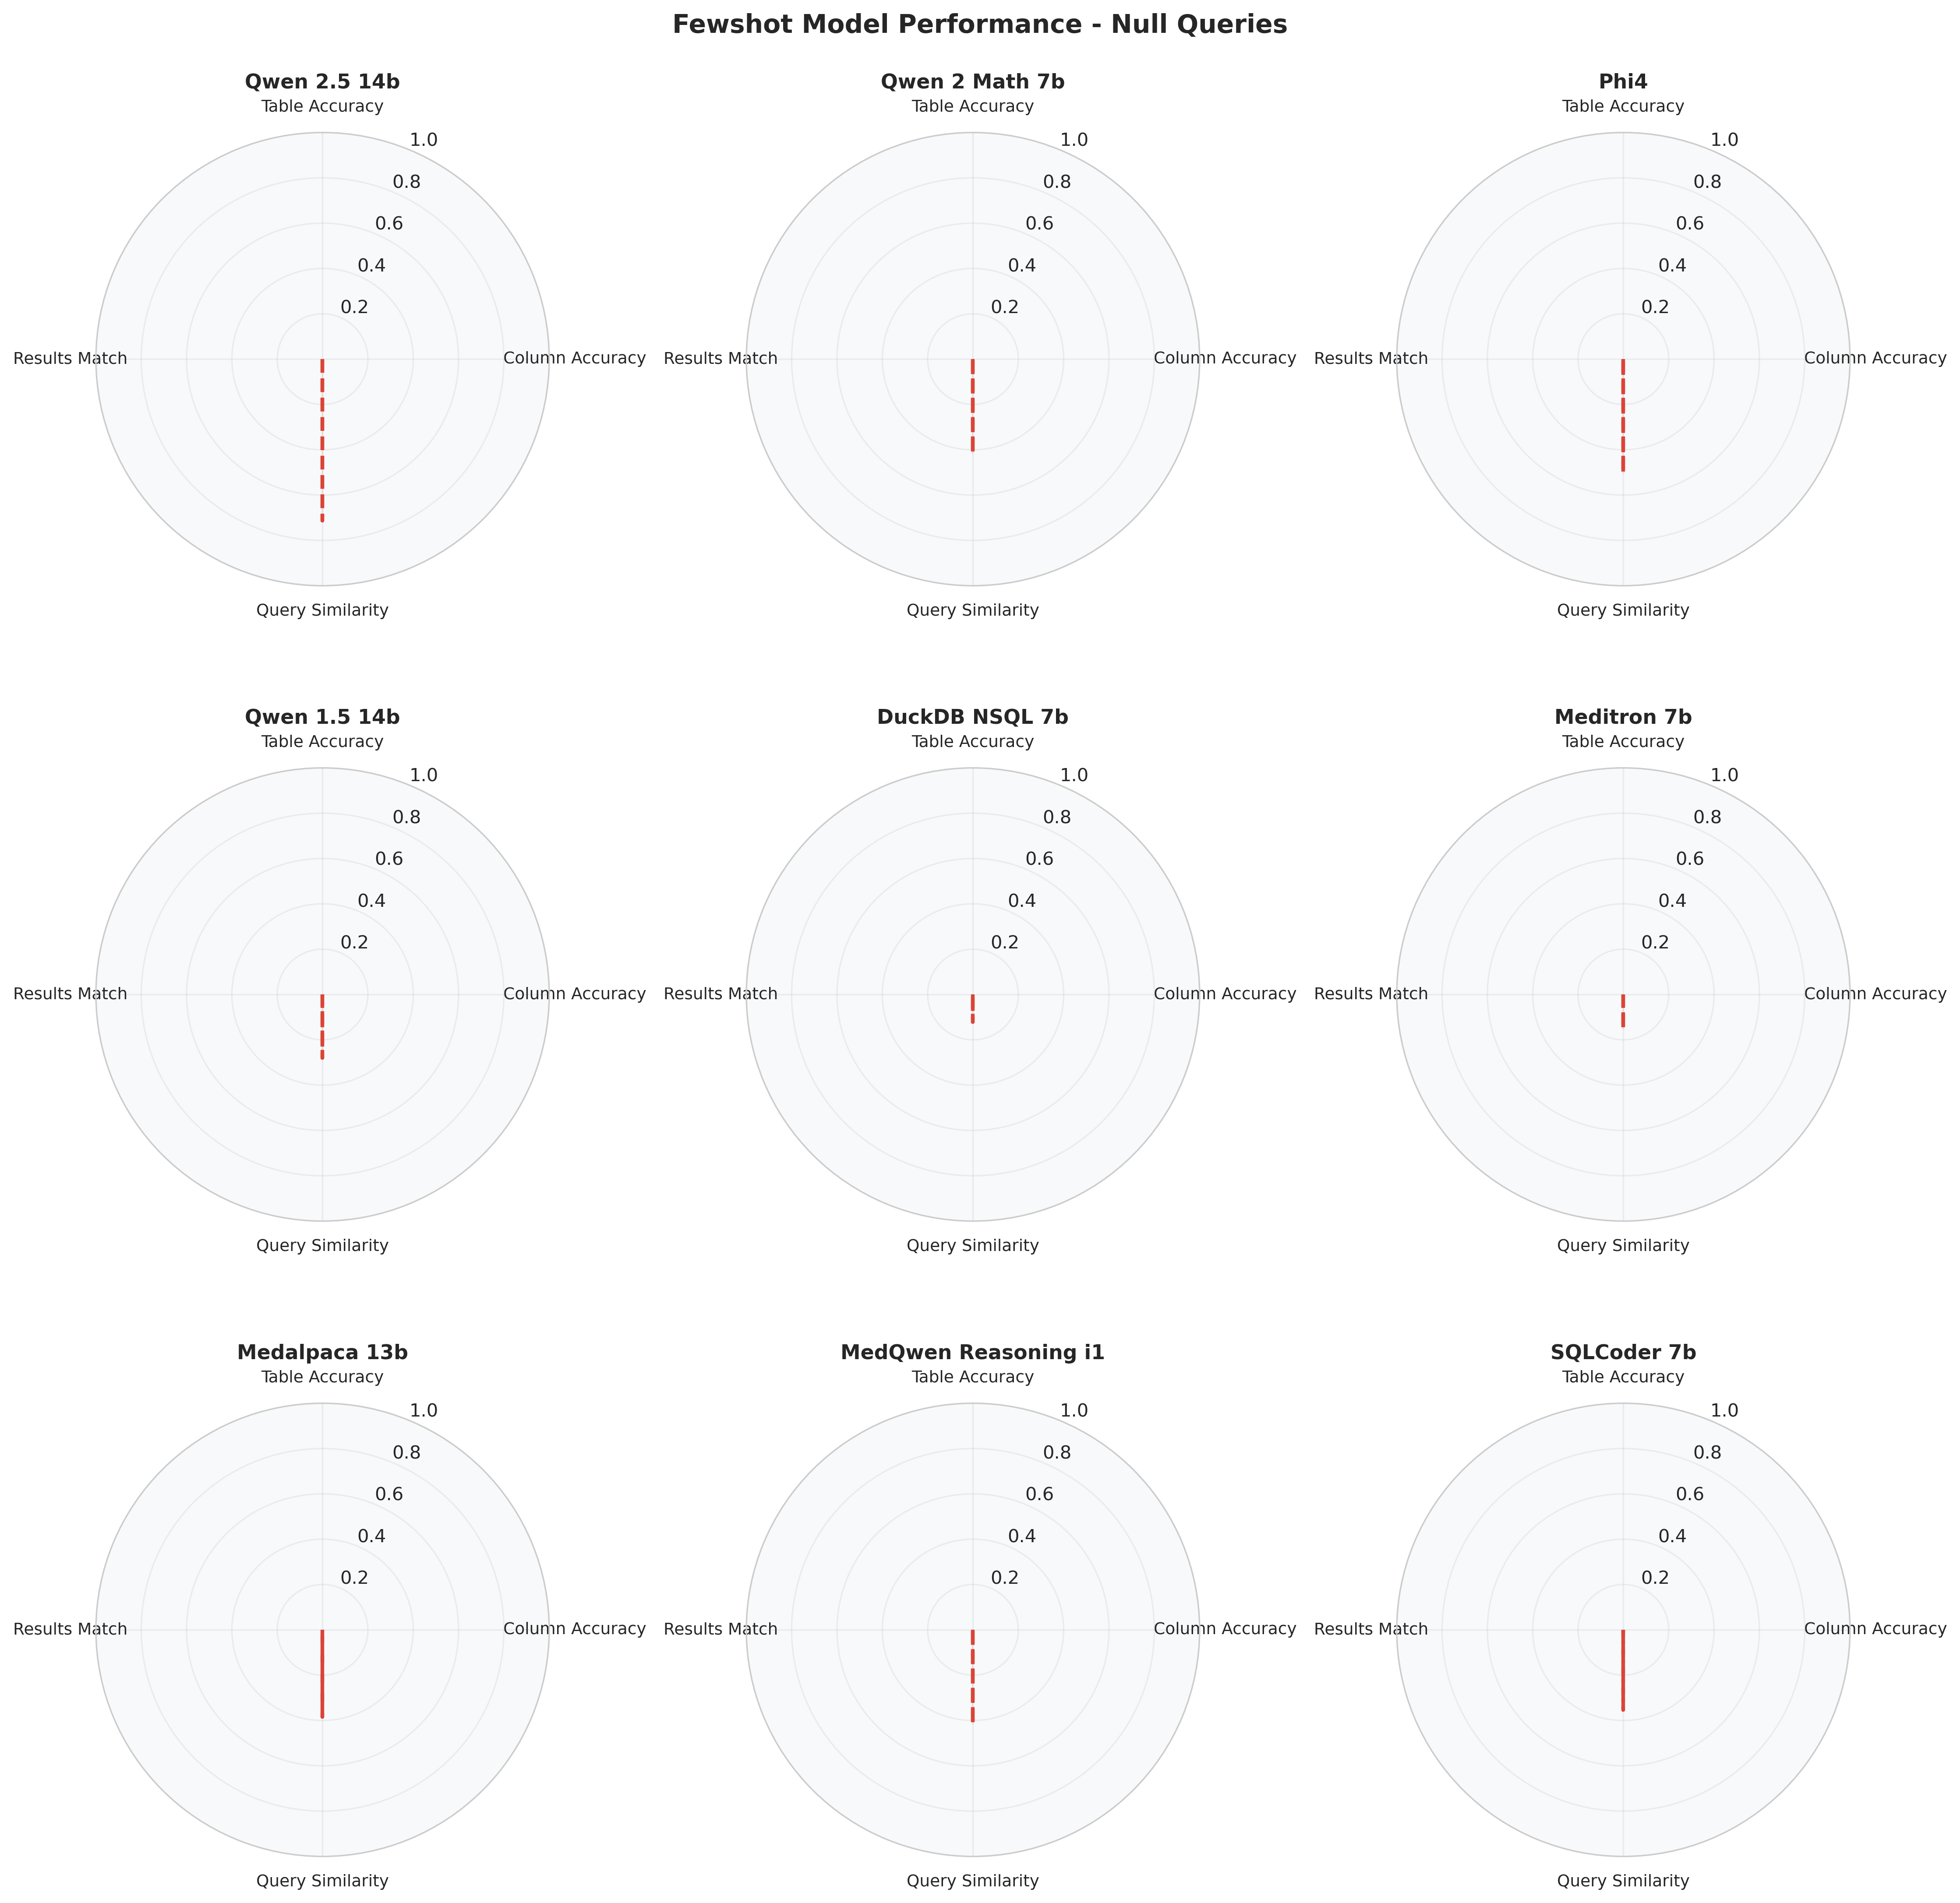 Fewshot Model Performance - Null Queries
Qwen 2.5 14b
Table Accuracy
1.0
0.8
0.6
0.4
0.2
Results Match
Column Accuracy
Query Similarity
Qwen 2 Math 7b
Table Accuracy
1.0
0.8
0.6
0.4
0.2
Results Match
Column Accuracy
Query Similarity
Phi4
Table Accuracy
1.0
0.8
0.6
0.4
0.2
Results Match
Column Accuracy
Query Similarity
Qwen 1.5 14b
Table Accuracy
1.0
0.8
0.6
0.4
0.2
Results Match
Column Accuracy
Query Similarity
DuckDB NSQL 7b
Table Accuracy
1.0
0.8
0.6
0.4
0.2
Results Match
Column Accuracy
Query Similarity
Meditron 7b
Table Accuracy
1.0
0.8
0.6
0.4
0.2
Results Match
Column Accuracy
Query Similarity
Medalpaca 13b
Table Accuracy
1.0
0.8
0.6
0.4
0.2
Results Match
Column Accuracy
Query Similarity
MedQwen Reasoning i1
Table Accuracy
1.0
0.8
0.6
0.4
0.2
Results Match
Column Accuracy
Query Similarity
SQLCoder 7b
Table Accuracy
1.0
0.8
0.6
0.4
0.2
Results Match
Column Accuracy
Query Similarity